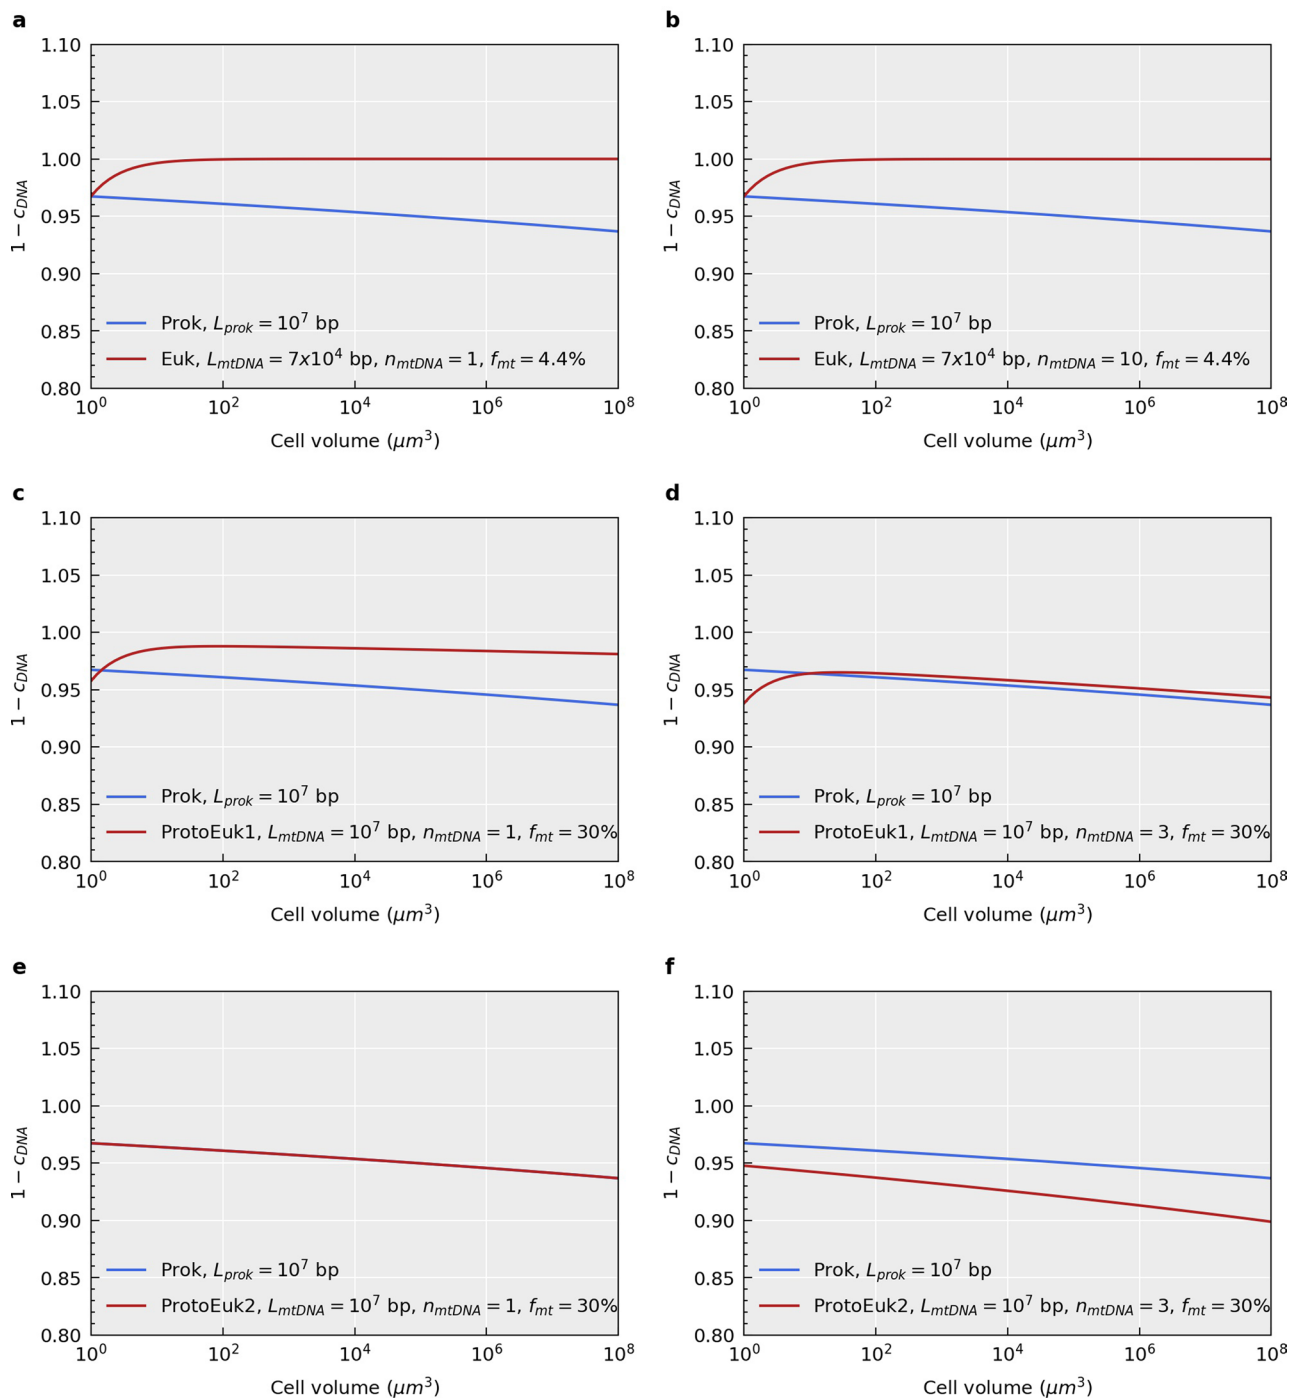 a
1.10
1.05
1.00
0.95
0.90
0.85
0.80
1 − c_DNA
Prok, L_prok = 10^7 bp
Euk, L_mtDNA = 7x10^4 bp, n_mtDNA = 1, f_mt = 4.4%
10^0 10^2 10^4 10^6 10^8
Cell volume (μm^3)
b
1.10
1.05
1.00
0.95
0.90
0.85
0.80
1 − c_DNA
Prok, L_prok = 10^7 bp
Euk, L_mtDNA = 7x10^4 bp, n_mtDNA = 10, f_mt = 4.4%
10^0 10^2 10^4 10^6 10^8
Cell volume (μm^3)
c
1.10
1.05
1.00
0.95
0.90
0.85
0.80
1 − c_DNA
Prok, L_prok = 10^7 bp
ProtoEuk1, L_mtDNA = 10^7 bp, n_mtDNA = 1, f_mt = 30%
10^0 10^2 10^4 10^6 10^8
Cell volume (μm^3)
d
1.10
1.05
1.00
0.95
0.90
0.85
0.80
1 − c_DNA
Prok, L_prok = 10^7 bp
ProtoEuk1, L_mtDNA = 10^7 bp, n_mtDNA = 3, f_mt = 30%
10^0 10^2 10^4 10^6 10^8
Cell volume (μm^3)
e
1.10
1.05
1.00
0.95
0.90
0.85
0.80
1 − c_DNA
Prok, L_prok = 10^7 bp
ProtoEuk2, L_mtDNA = 10^7 bp, n_mtDNA = 1, f_mt = 30%
10^0 10^2 10^4 10^6 10^8
Cell volume (μm^3)
f
1.10
1.05
1.00
0.95
0.90
0.85
0.80
1 − c_DNA
Prok, L_prok = 10^7 bp
ProtoEuk2, L_mtDNA = 10^7 bp, n_mtDNA = 3, f_mt = 30%
10^0 10^2 10^4 10^6 10^8
Cell volume (μm^3)